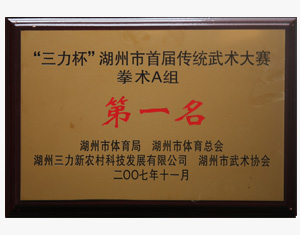 “三力杯”湖州市首届传统武术大赛
拳术A组
第一名
湖州市体育局 湖州市体育总会
湖州三力新农村科技发展有限公司 湖州市武术协会
二〇〇七年十一月